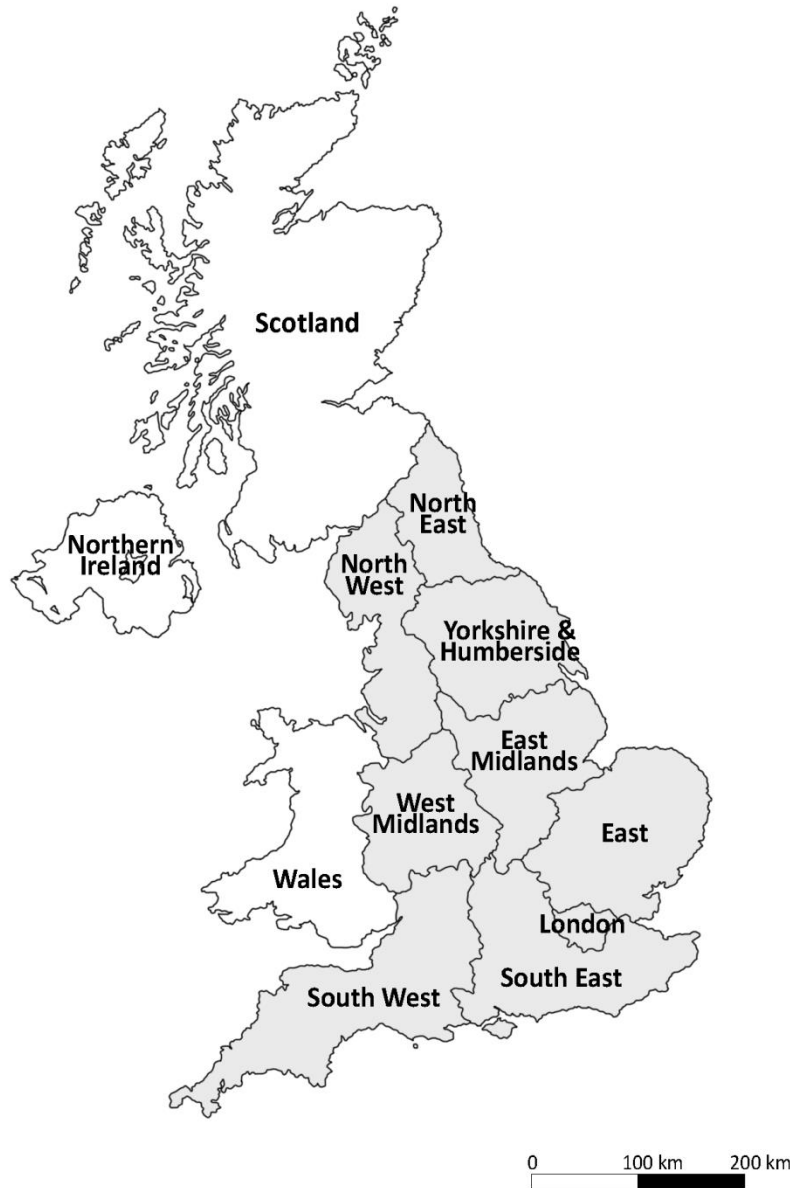 Scotland
North
East
Northern
Ireland
North
West
Yorkshire &
Humberside
East
Midlands
West
Midlands
East
Wales
London
South East
South West
0 100 km 200 km